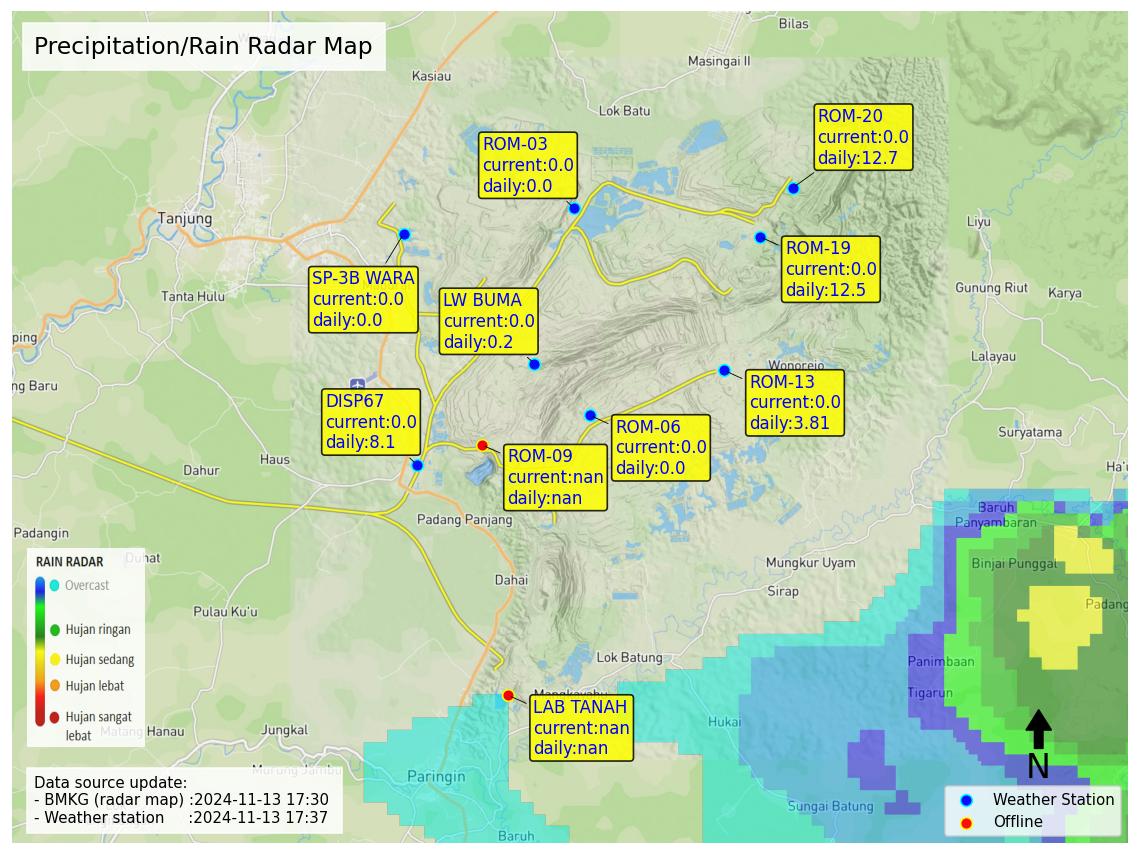 Precipitation/Rain Radar Map
Bilas
Masingai II
Kasiau
Lok Batu
ROM-20
current:0.0
daily:12.7
ROM-03
current:0.0
daily:0.0
Tanjung
Liyu
ROM-19
current:0.0
daily:12.5
SP-3B WARA
current:0.0
daily:0.0
Tanta Hulu
LW BUMA
current:0.0
daily:0.2
Gunung Riut
Karya
ping
Lalayau
ng Baru
Wonorejo
ROM-13
current:0.0
daily:3.81
DISP67
current:0.0
daily:8.1
ROM-06
current:0.0
daily:0.0
Suryatama
ROM-09
current:nan
daily:nan
Haus
Dahur
Ha'u
Padang Panjang
Baruh
Panyambaran
Padangin
Duhat
Mungkur Uyam
Binjai Punggal
Dahai
Sirap
Padang
Pulau Ku'u
RAIN RADAR
Overcast
Hujan ringan
Hujan sedang
Hujan lebat
Hujan sangat
lebat
Lok Batung
Panimbaan
Tigarun
Mangkayahu
LAB TANAH
current:nan
daily:nan
Hukai
Matang Hanau
Jungkal
Murung Jambu
Paringin
Sungai Batung
Baruh
N
Data source update:
- BMKG (radar map) :2024-11-13 17:30
- Weather station :2024-11-13 17:37
Weather Station
Offline